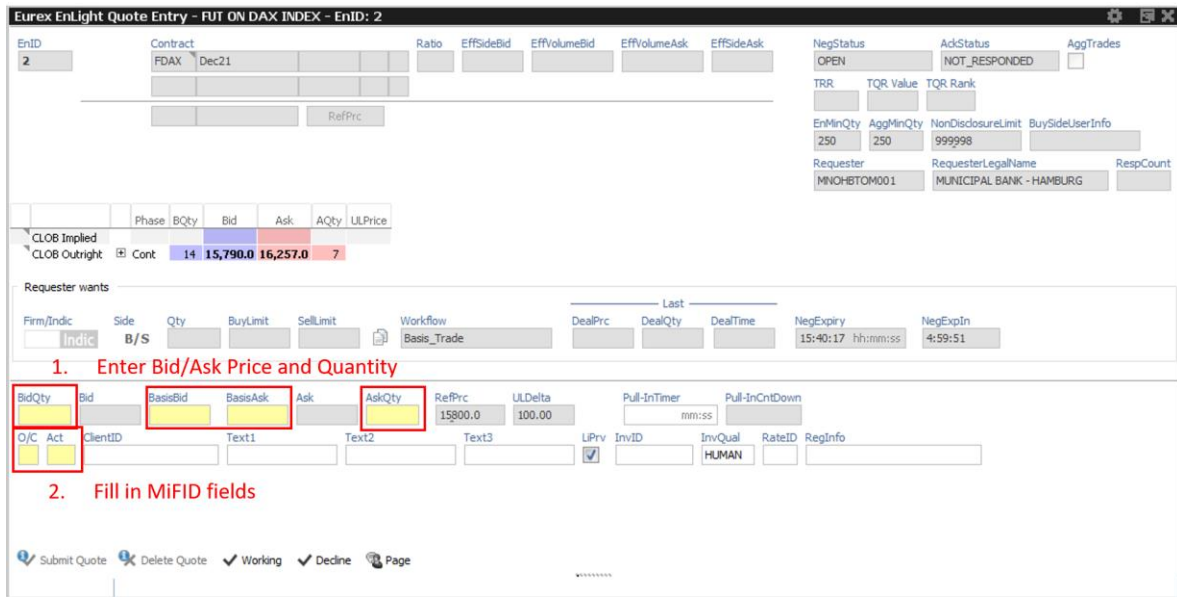 Eurex EnLight Quote Entry - FUT ON DAX INDEX - EnID: 2
EnID Contract Ratio EffSideBid EffVolumeBid EffVolumeAsk EffSideAsk NegStatus AckStatus AggTrades
2 FDAX Dec21 OPEN NOT_RESPONDED
TRR TQR Value TQR Rank
RefPrc
EnMinQty AggMinQty NonDisclosureLimit BuySideUserInfo
250 250 999998
Requester RequesterLegalName RespCount
MNOHBTOM001 MUNICIPAL BANK - HAMBURG
Phase BQty Bid Ask AQty ULPrice
CLOB Implied
CLOB Outright Cont 14 15,790.0 16,257.0 7
Requester wants
Last
Firm/Indic Side Qty BuyLimit SellLimit Workflow DealPrc DealQty DealTime NegExpiry NegExpIn
Indic B/S Basis_Trade 15:40:17 hh:mm:ss 4:59:51
1. Enter Bid/Ask Price and Quantity
BidQty Bid BasisBid BasisAsk Ask AskQty RefPrc ULDelta Pull-InTimer Pull-InCntDown
15800.0 100.00 mm:ss
O/C Act ClientID Text1 Text2 Text3 LiPrv InvID InvQual RateID RegInfo
HUMAN
2. Fill in MiFID fields
Submit Quote Delete Quote Working Decline Page